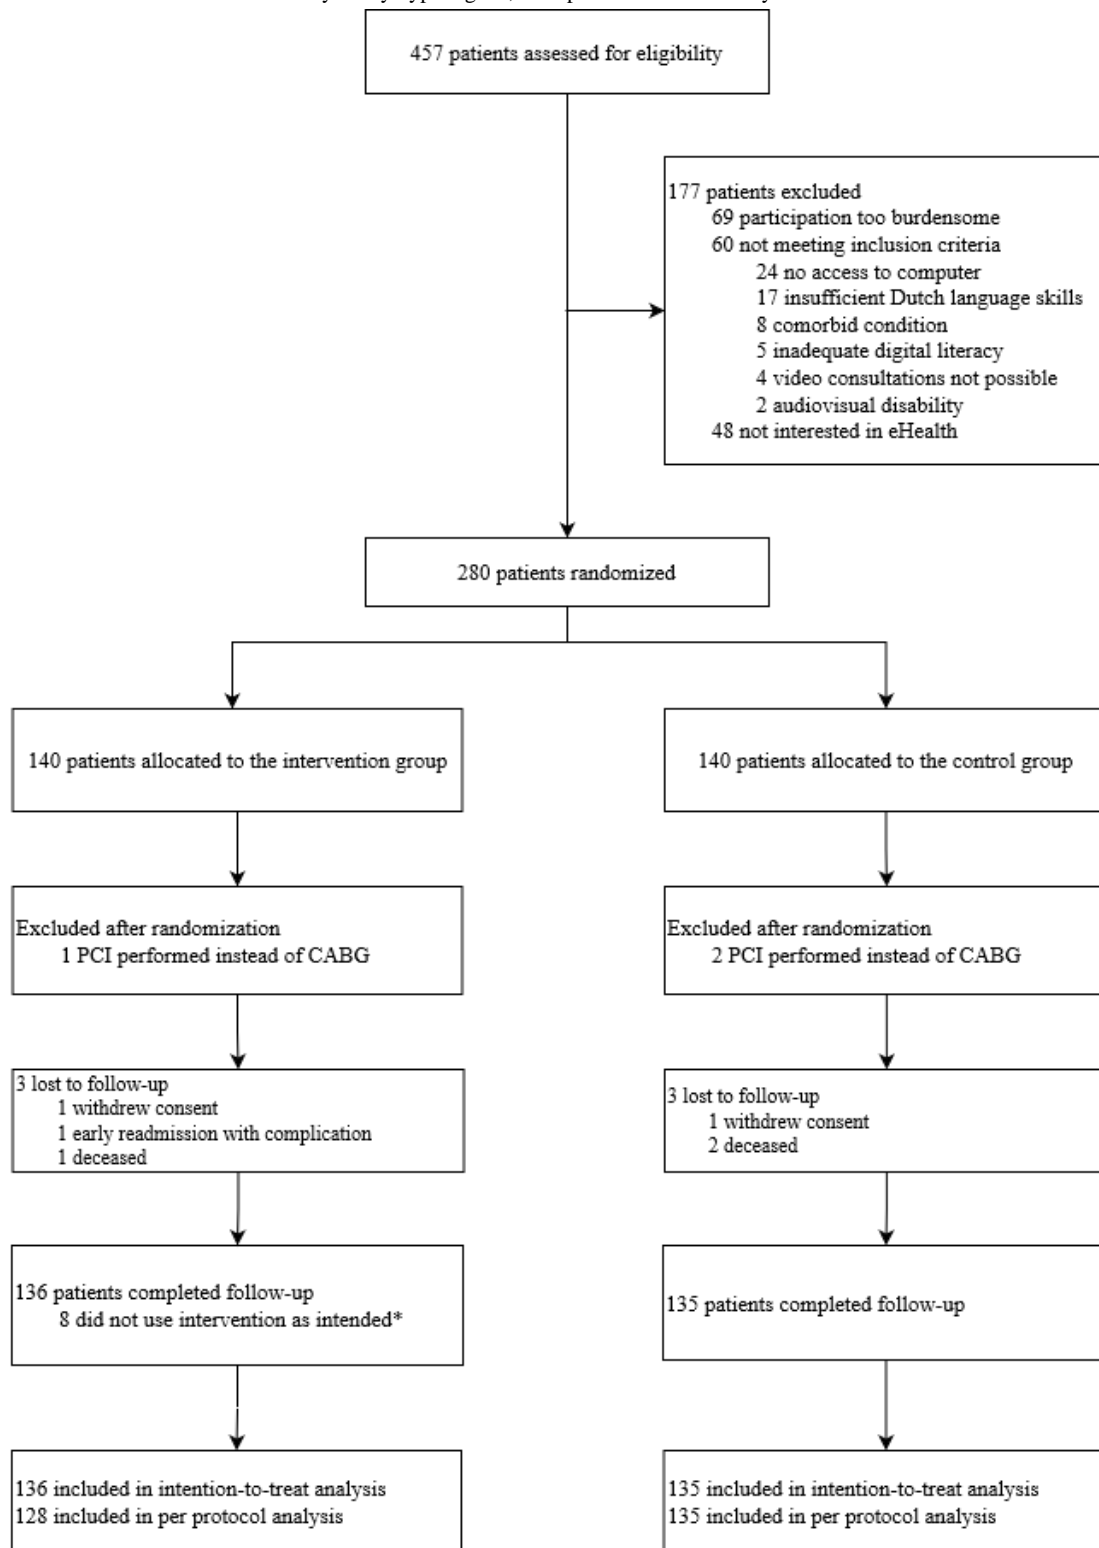 457 patients assessed for eligibility
177 patients excluded
69 participation too burdensome
60 not meeting inclusion criteria
24 no access to computer
17 insufficient Dutch language skills
8 comorbid condition
5 inadequate digital literacy
4 video consultations not possible
2 audiovisual disability
48 not interested in eHealth
280 patients randomized
140 patients allocated to the intervention group
140 patients allocated to the control group
Excluded after randomization
1 PCI performed instead of CABG
Excluded after randomization
2 PCI performed instead of CABG
3 lost to follow-up
1 withdrew consent
1 early readmission with complication
1 deceased
3 lost to follow-up
1 withdrew consent
2 deceased
136 patients completed follow-up
8 did not use intervention as intended*
135 patients completed follow-up
136 included in intention-to-treat analysis
128 included in per protocol analysis
135 included in intention-to-treat analysis
135 included in per protocol analysis